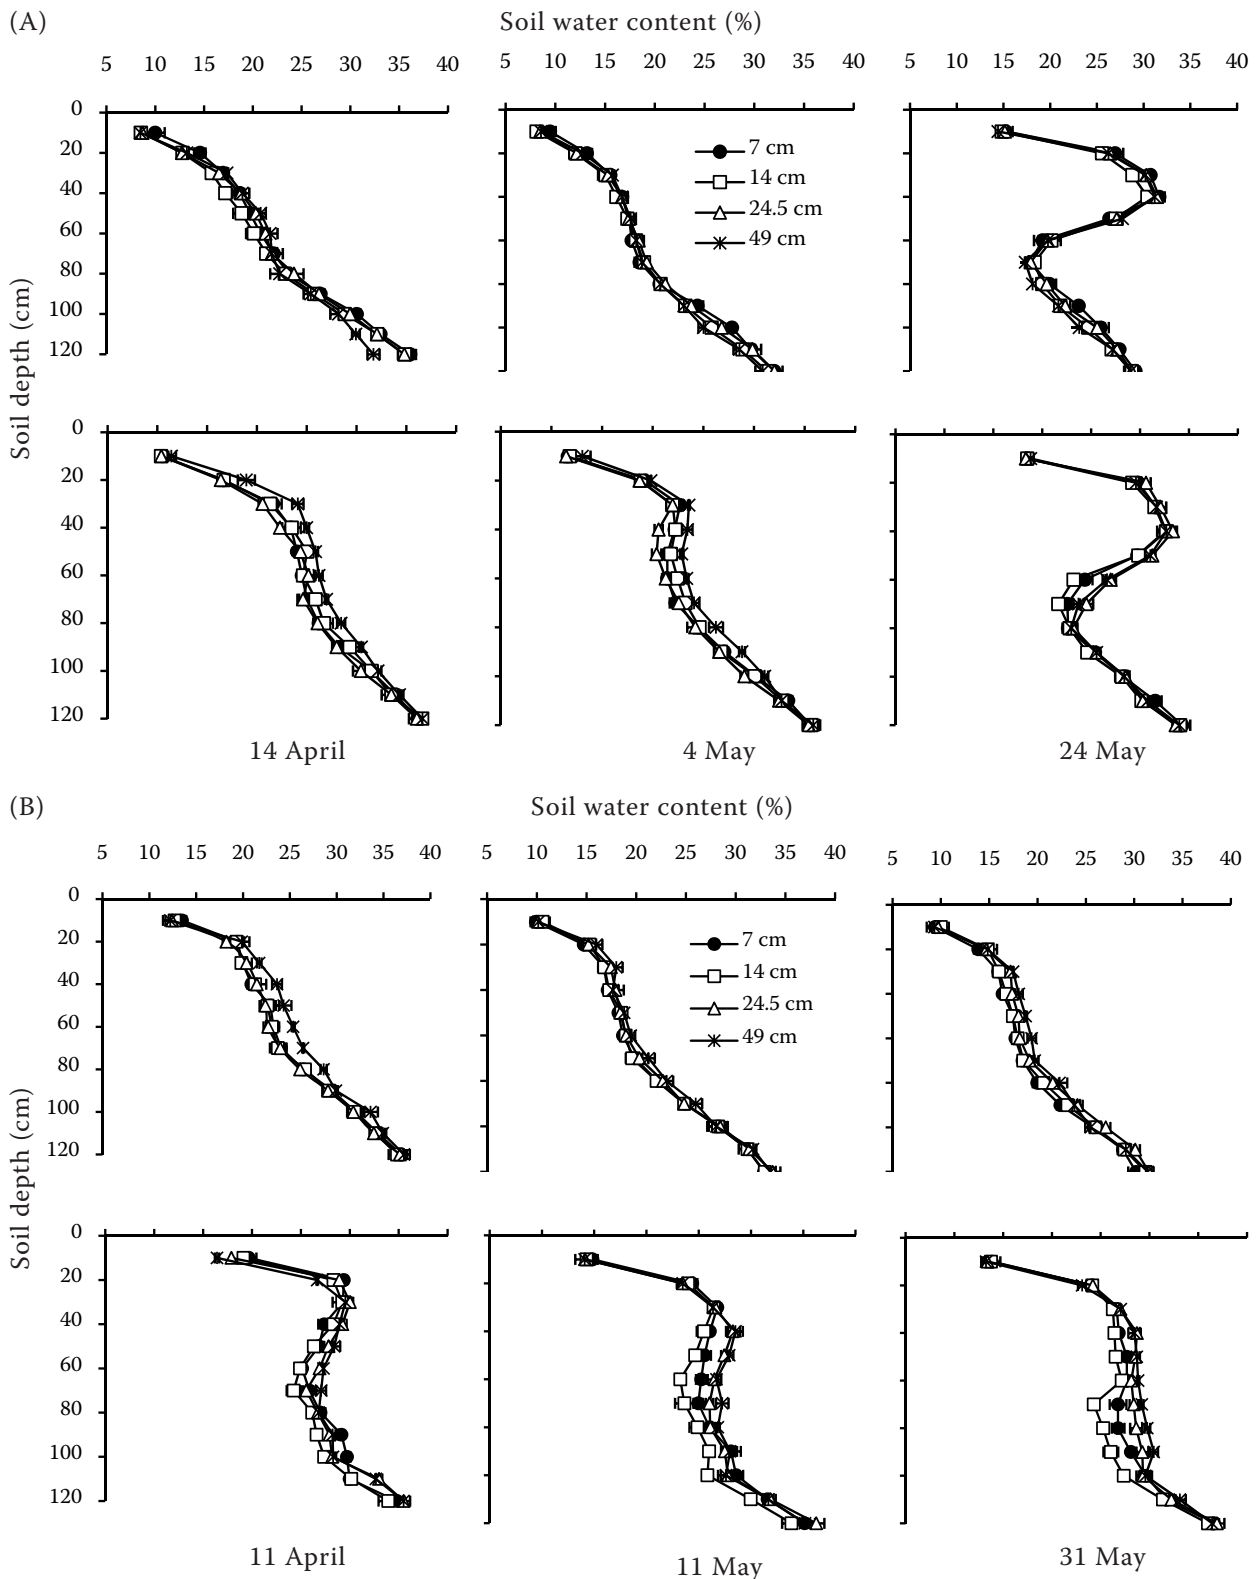 (A)
Soil water content (%)
5 10 15 20 25 30 35 40
5 10 15 20 25 30 35 40
5 10 15 20 25 30 35 40
0
20
40
60
80
100
120
7 cm
14 cm
24.5 cm
49 cm
Soil depth (cm)
0
20
40
60
80
100
120
14 April
4 May
24 May
(B)
Soil water content (%)
5 10 15 20 25 30 35 40
5 10 15 20 25 30 35 40
5 10 15 20 25 30 35 40
0
20
40
60
80
100
120
7 cm
14 cm
24.5 cm
49 cm
Soil depth (cm)
0
20
40
60
80
100
120
11 April
11 May
31 May